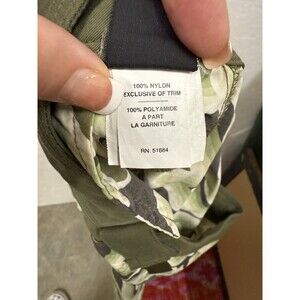 100% NYLON
EXCLUSIVE OF TRIM
100% POLYAMIDE
A PART
LA GARNITURE
RN. 51884